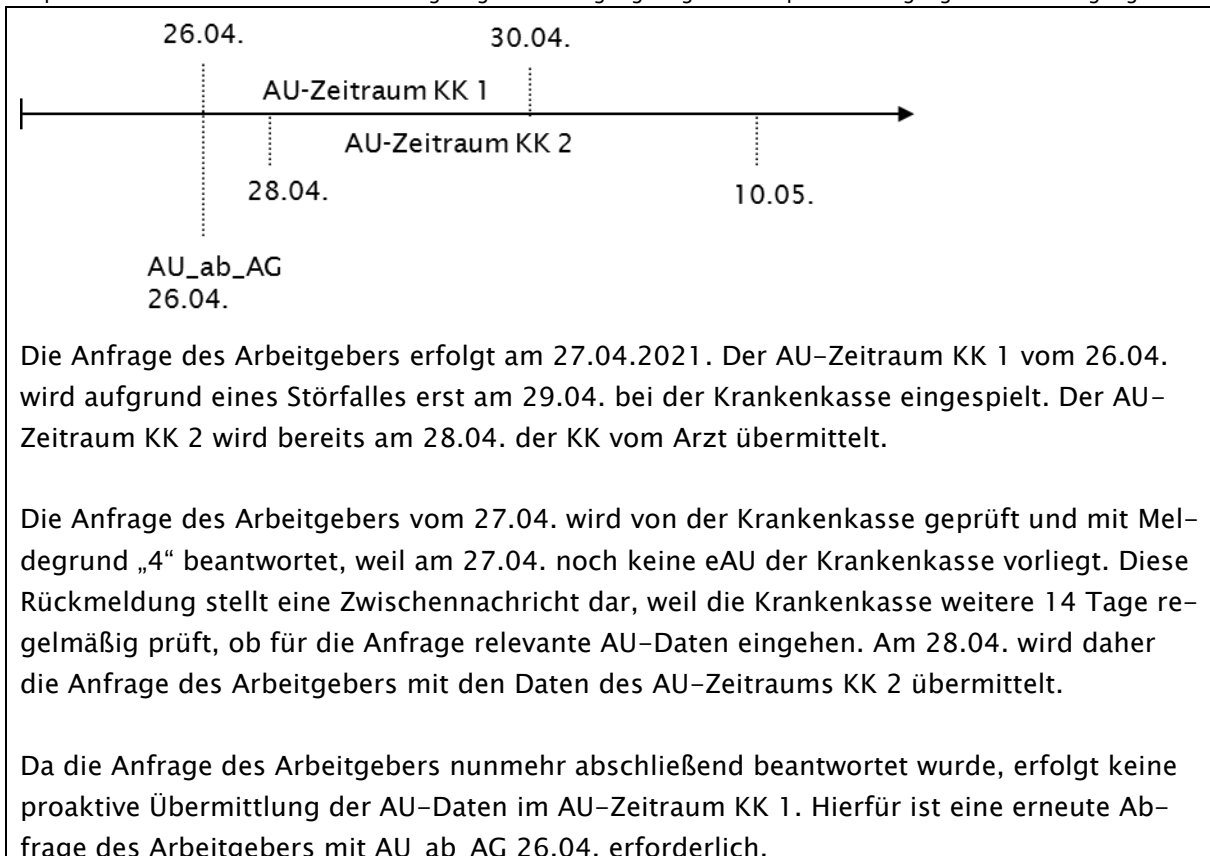 26.04. 30.04.
AU-Zeitraum KK 1
AU-Zeitraum KK 2
28.04. 10.05.
AU_ab_AG
26.04.
Die Anfrage des Arbeitgebers erfolgt am 27.04.2021. Der AU-Zeitraum KK 1 vom 26.04.
wird aufgrund eines Störfalles erst am 29.04. bei der Krankenkasse eingespielt. Der AU-
Zeitraum KK 2 wird bereits am 28.04. der KK vom Arzt übermittelt.
Die Anfrage des Arbeitgebers vom 27.04. wird von der Krankenkasse geprüft und mit Mel-
degrund „4“ beantwortet, weil am 27.04. noch keine eAU der Krankenkasse vorliegt. Diese
Rückmeldung stellt eine Zwischennachricht dar, weil die Krankenkasse weitere 14 Tage re-
gelmäßig prüft, ob für die Anfrage relevante AU-Daten eingehen. Am 28.04. wird daher
die Anfrage des Arbeitgebers mit den Daten des AU-Zeitraums KK 2 übermittelt.
Da die Anfrage des Arbeitgebers nunmehr abschließend beantwortet wurde, erfolgt keine
proaktive Übermittlung der AU-Daten im AU-Zeitraum KK 1. Hierfür ist eine erneute Ab-
frage des Arbeitgebers mit AU_ab_AG 26.04. erforderlich.